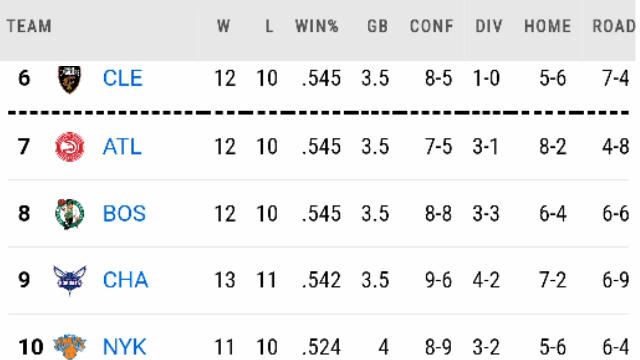 TEAM W L WIN% GB CONF DIV HOME ROAD
6 CLE 12 10 .545 3.5 8-5 1-0 5-6 7-4
7 ATL 12 10 .545 3.5 7-5 3-1 8-2 4-8
8 BOS 12 10 .545 3.5 8-8 3-3 6-4 6-6
9 CHA 13 11 .542 3.5 9-6 4-2 7-2 6-9
10 NYK 11 10 .524 4 8-9 3-2 5-6 6-4